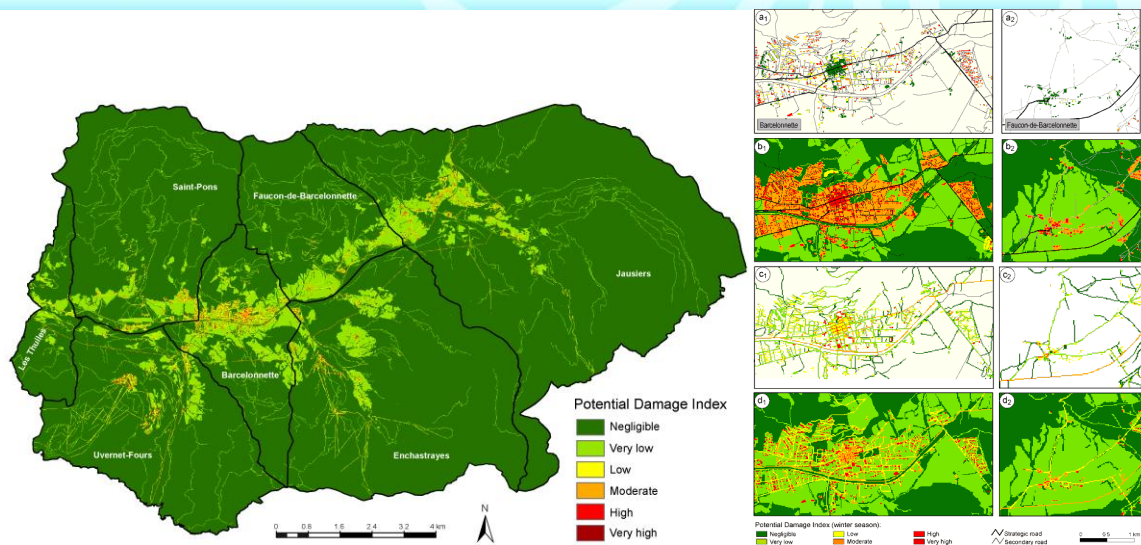 Saint-Pons
Faucon-de-Barcelonnette
Jausiers
Les Thuiles
Barcelonnette
Uvernet-Fours
Enchastrayes
Potential Damage Index
Negligible
Very low
Low
Moderate
High
Very high
N
0 0.8 1.6 2.4 3.2 4 km
a1
Barcelonnette
a2
Faucon-de-Barcelonnette
b1
b2
c1
c2
d1
d2
Potential Damage Index (winter season):
Negligible Low High Strategic road
Very low Moderate Very high Secondary road
0 0.5 1 km